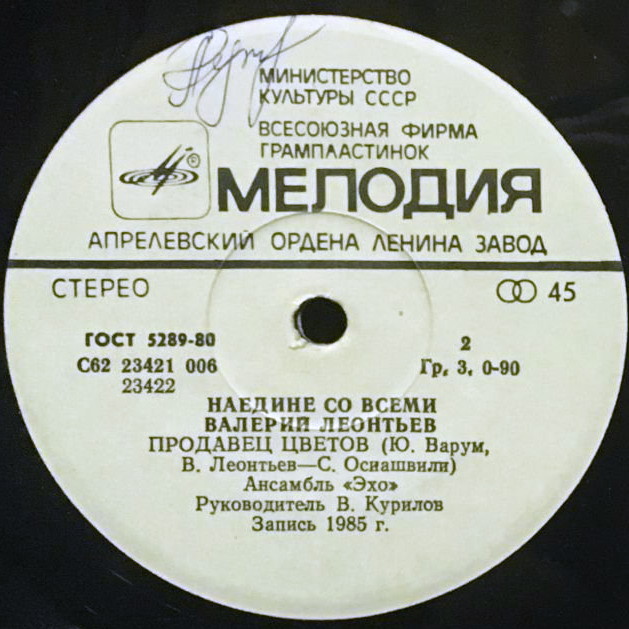 МИНИСТЕРСТВО
КУЛЬТУРЫ СССР
ВСЕСОЮЗНАЯ ФИРМА
ГРАМПЛАСТИНОК
®
МЕЛОДИЯ
АПРЕЛЕВСКИЙ ОРДЕНА ЛЕНИНА ЗАВОД
СТЕРЕО 45
ГОСТ 5289-80 2
С62 23421 006 Гр. 3. 0-90
23422
НАЕДИНЕ СО ВСЕМИ
ВАЛЕРИЙ ЛЕОНТЬЕВ
ПРОДАВЕЦ ЦВЕТОВ (Ю. Варум,
В. Леонтьев—С. Осиашвили)
Ансамбль «Эхо»
Руководитель В. Курилов
Запись 1985 г.